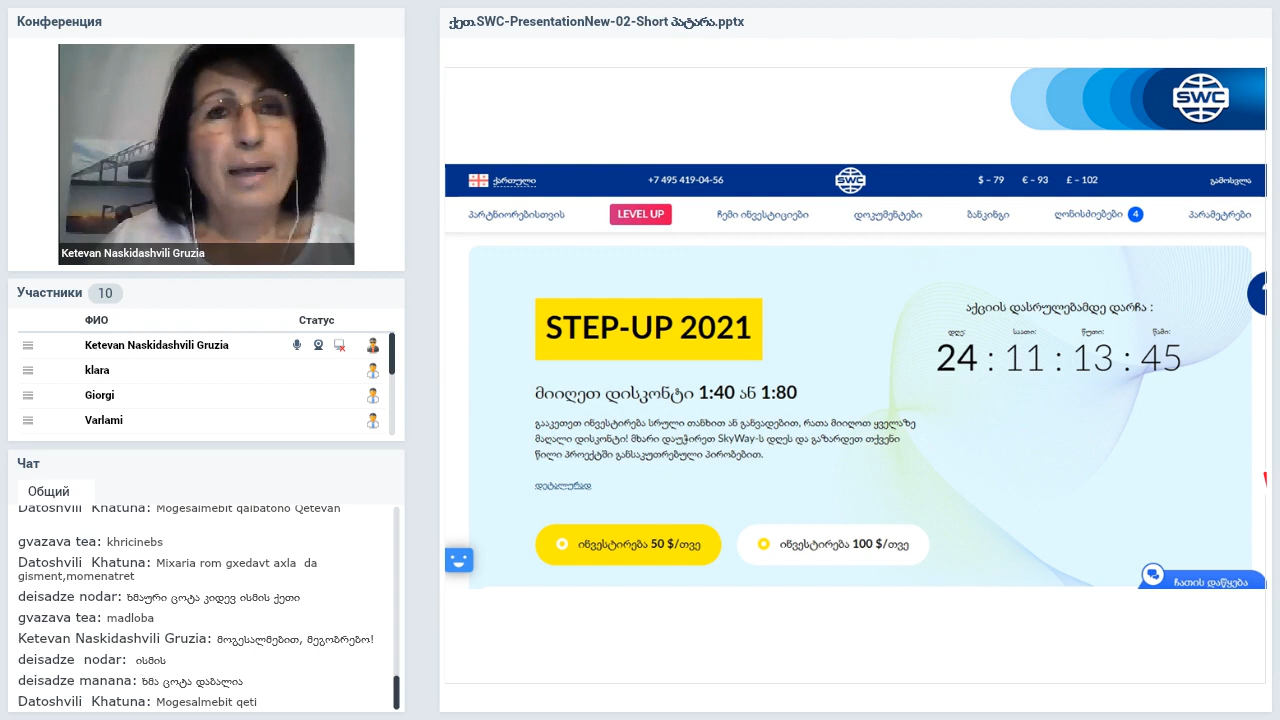 Конференция
Ketevan Naskidashvili Gruzia
Участники 10
ФИО Статус
Ketevan Naskidashvili Gruzia
klara
Giorgi
Varlami
Чат
Общий
Datoshvili Khatuna: Mogesalmebit qalbatono Qetevan
gvazava tea: khricinebs
Datoshvili Khatuna: Mixaria rom gxedavt axla da
gisment,momenatret
deisadze nodar: ხმაური ცოტა კიდევ ისმის ქეთი
gvazava tea: madloba
Ketevan Naskidashvili Gruzia: მოგესალმებით, მეგობრებო!
deisadze nodar: ისმის
deisadze manana: ხმა ცოტა დაბალია
Datoshvili Khatuna: Mogesalmebit qeti
ქეთ.SWC-PresentationNew-02-Short პატარა.pptx
SWC
ქართული +7 495 419-04-56 SWC $ – 79 € – 93 £ – 102 გამოსვლა
პარტნიორებისთვის LEVEL UP ჩემი ინვესტიციები დოკუმენტები ბანკინგი ღონისძიებები 4 პარამეტრები
STEP-UP 2021
მიიღეთ დისკონტი 1:40 ან 1:80
გააკეთეთ ინვესტირება სრული თანხით ან განვადებით, რათა მიიღოთ ყველაზე
მაღალი დისკონტი! მხარი დაუჭირეთ SkyWay-ს დღეს და გაზარდეთ თქვენი
წილი პროექტში განსაკუთრებული პირობებით.
დეტალურად
ინვესტირება 50 $/თვე ინვესტირება 100 $/თვე
აქციის დასრულებამდე დარჩა :
დღე: საათი: წუთი: წამი:
24 : 11 : 13 : 45
ჩათის დაწყება